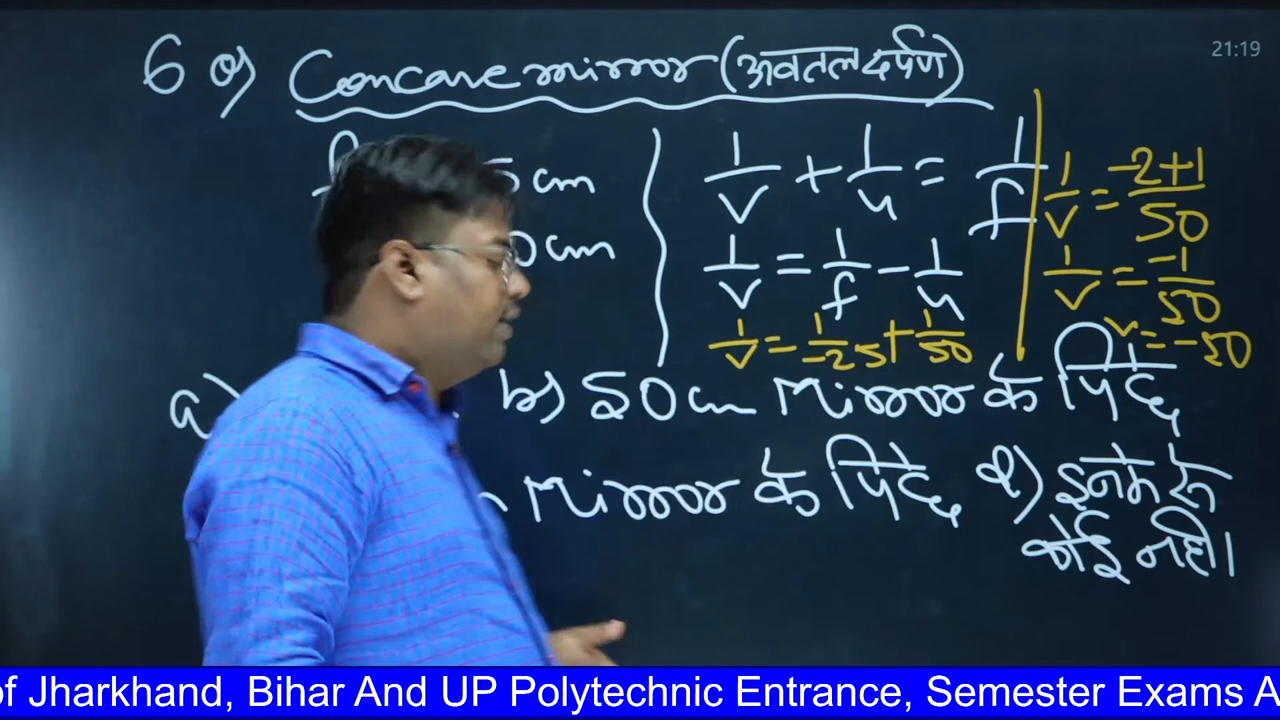 21:19
6 Q) Concave mirror (अवतल दर्पण)
5 cm
0 cm
1/v + 1/u = 1/f
1/v = 1/f - 1/u
1/v = 1/-25 + 1/50
1/v = -2+1/50
1/v = -1/50
v = -50
a) b) 50 cm Mirror के
Mirror के d) इनमे से
कोई नही।
of Jharkhand, Bihar And UP Polytechnic Entrance, Semester Exams A